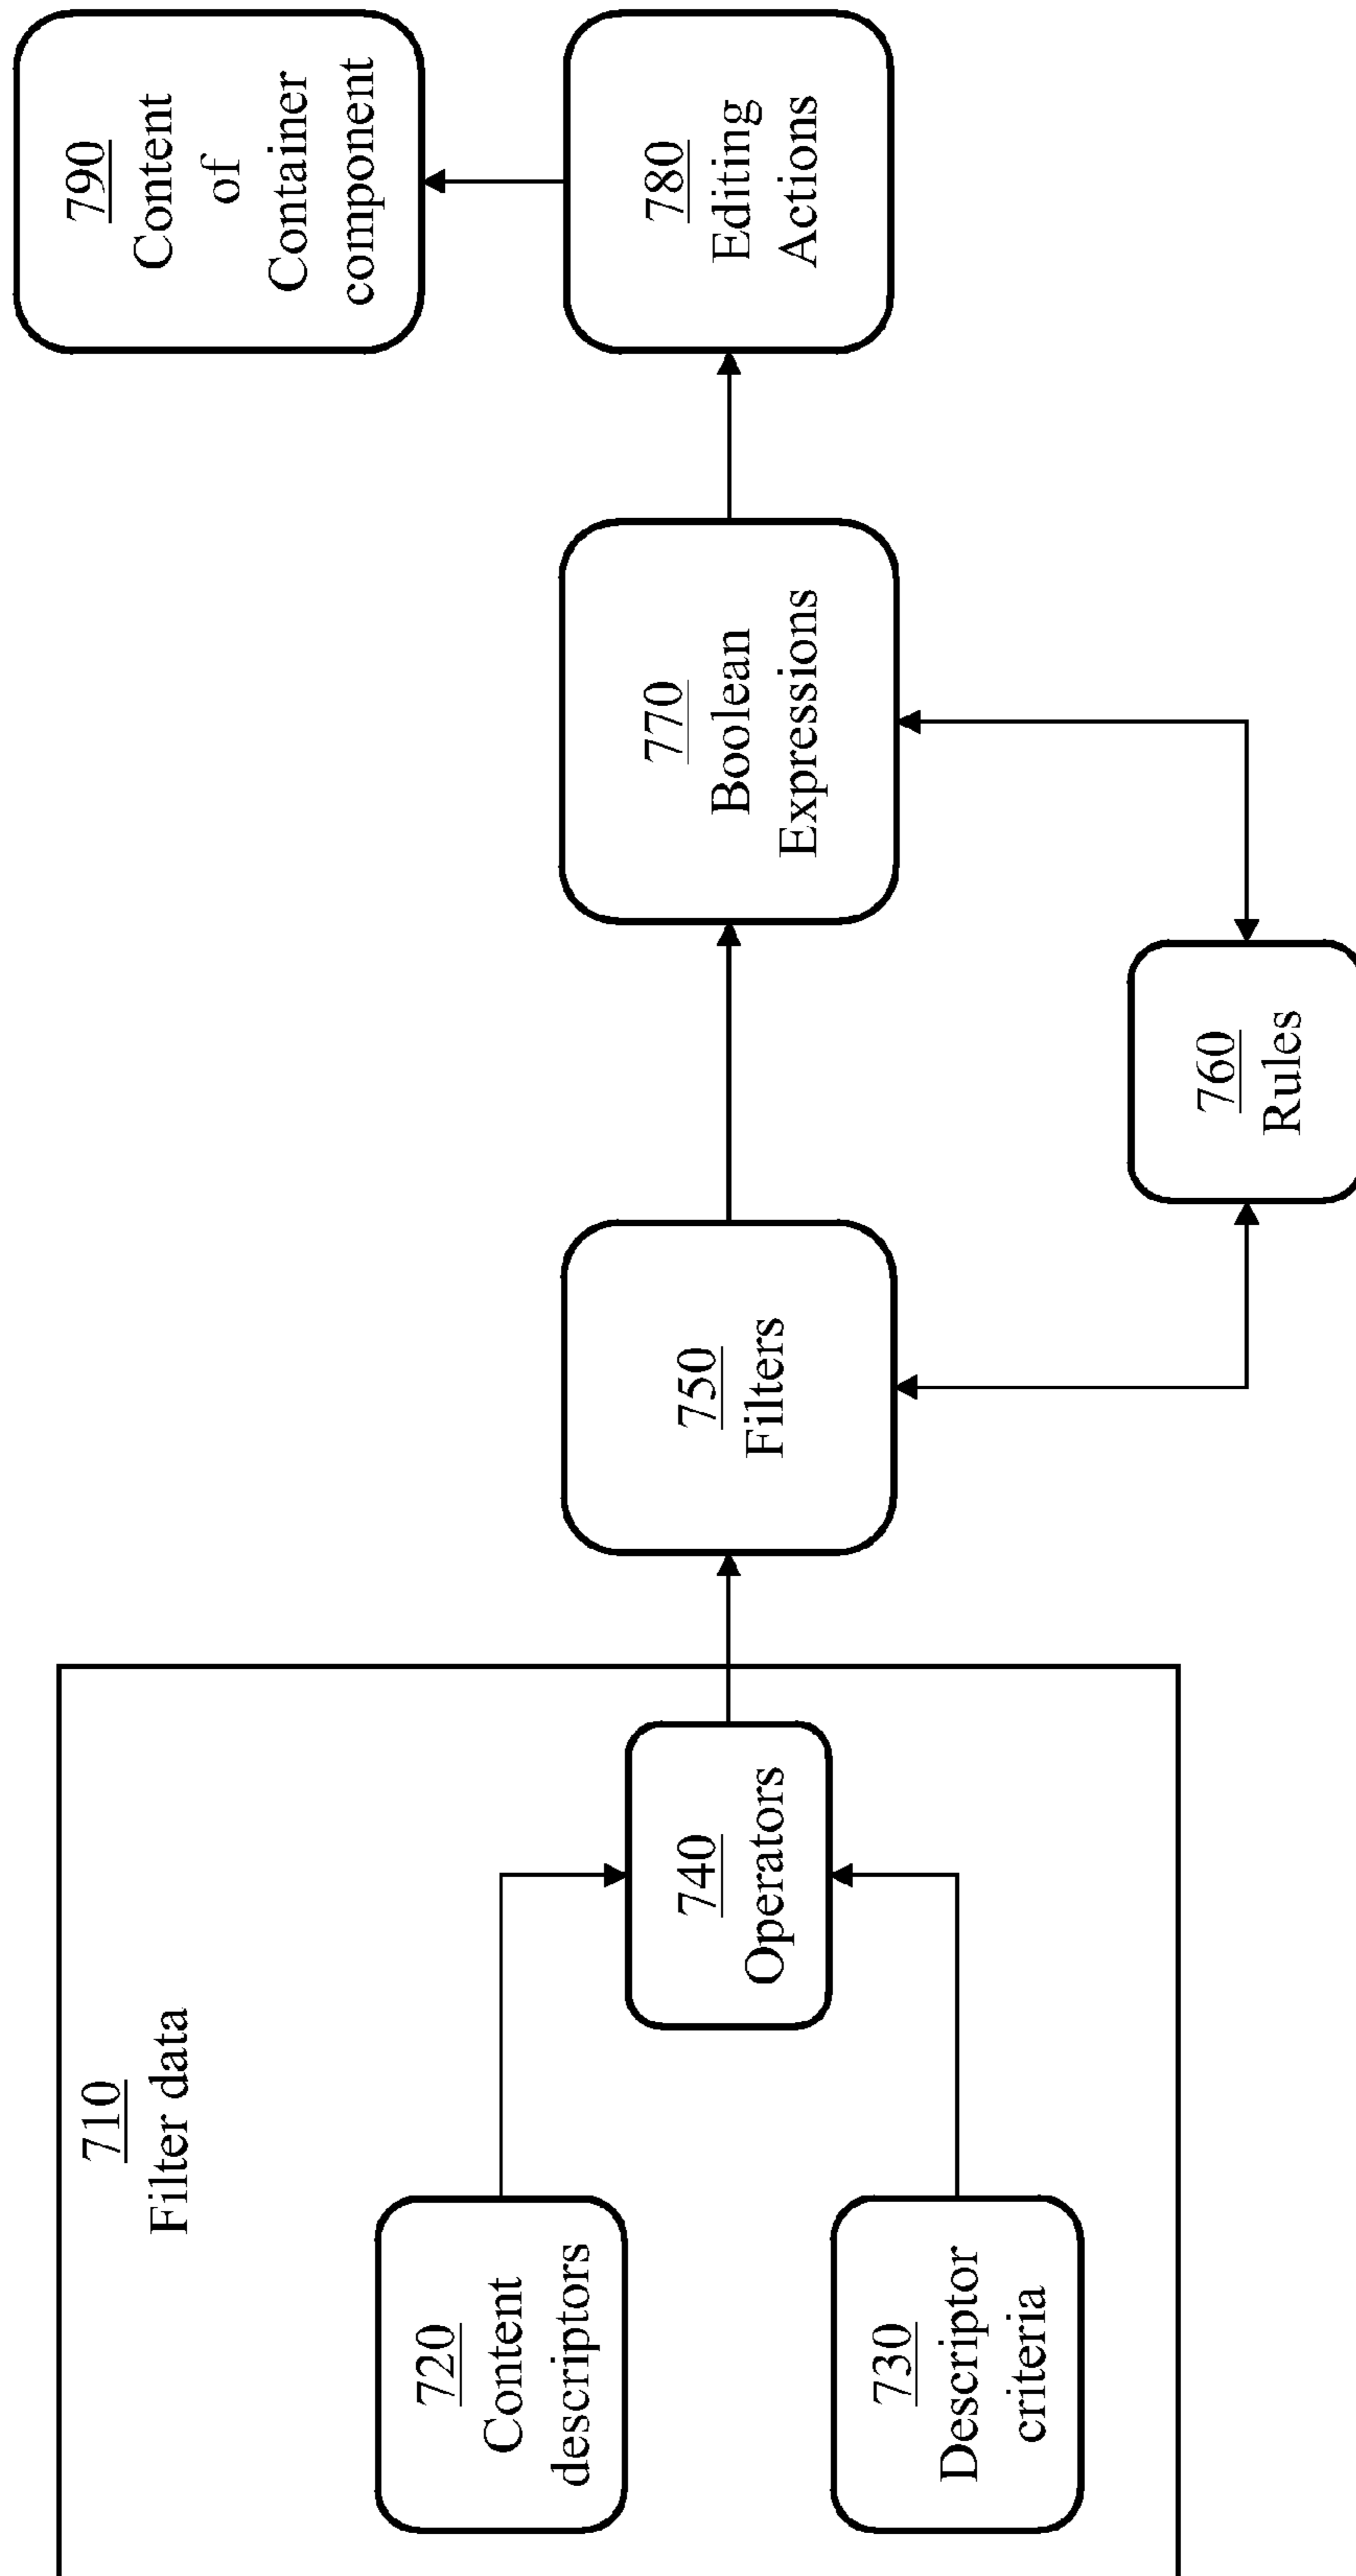 710
Filter data
720
Content
descriptors
730
Descriptor
criteria
740
Operators
750
Filters
760
Rules
770
Boolean
Expressions
780
Editing
Actions
790
Content
of
Container
component